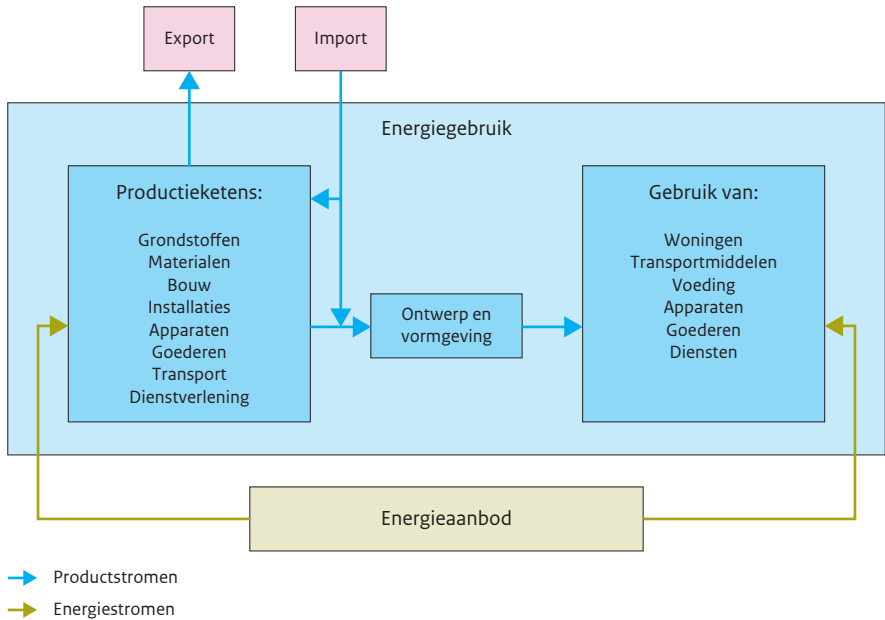 Export
Import
Energiegebruik
Productieketens:
Grondstoffen
Materialen
Bouw
Installaties
Apparaten
Goederen
Transport
Dienstverlening
Ontwerp en
vormgeving
Gebruik van:
Woningen
Transportmiddelen
Voeding
Apparaten
Goederen
Diensten
Energieaanbod
Productstromen
Energiestromen